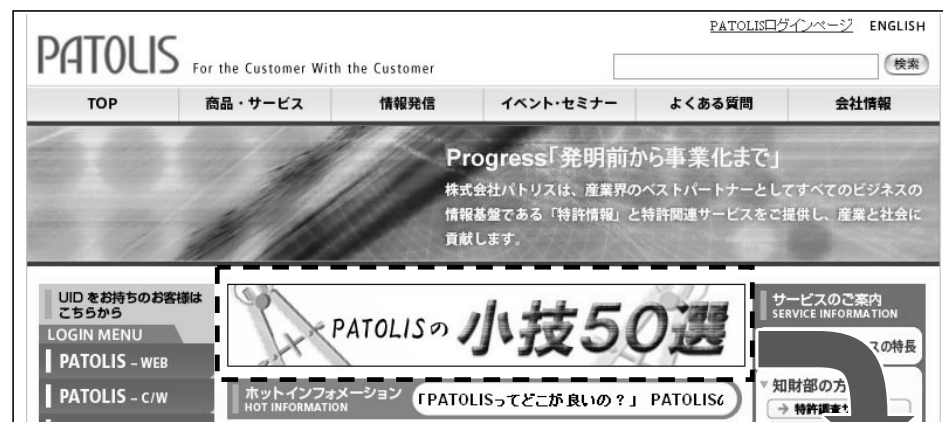 PATOLISログインページ ENGLISH
PATOLIS For the Customer With the Customer
検索
TOP 商品・サービス 情報発信 イベント・セミナー よくある質問 会社情報
Progress「発明前から事業化まで」
株式会社パトリスは、産業界のベストパートナーとしてすべてのビジネスの
情報基盤である「特許情報」と特許関連サービスをご提供し、産業と社会に
貢献します。
UID をお持ちのお客様は
こちらから
LOGIN MENU
PATOLIS – WEB
PATOLIS – C/W
PATOLISの 小技50選
ホットインフォメーション
HOT INFORMATION
「PATOLISってどこが良いの？」 PATOLIS
サービスのご案内
SERVICE INFORMATION
スの特長
知財部の方
特許調査